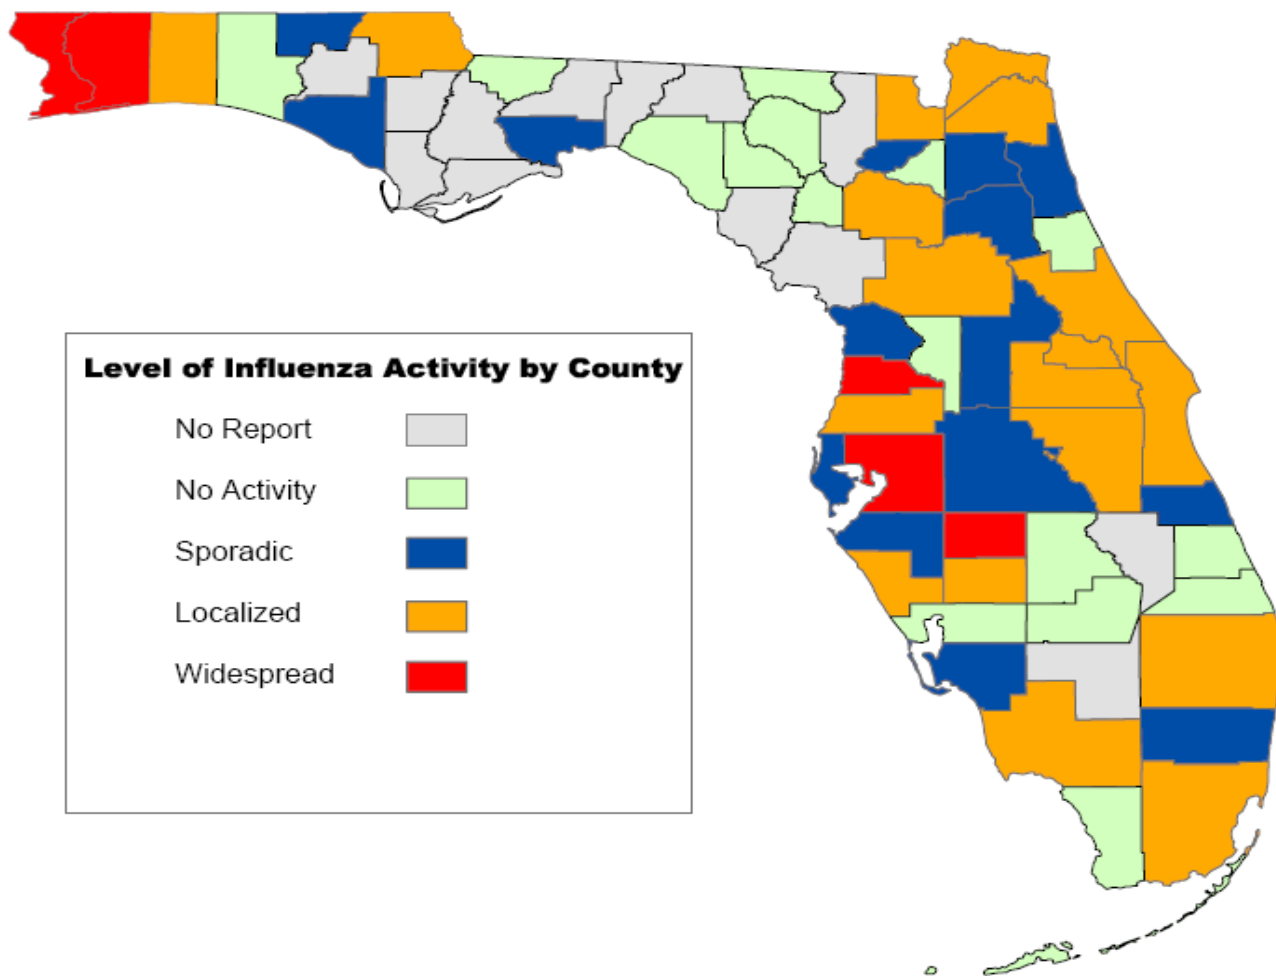 Level of Influenza Activity by County
No Report
No Activity
Sporadic
Localized
Widespread